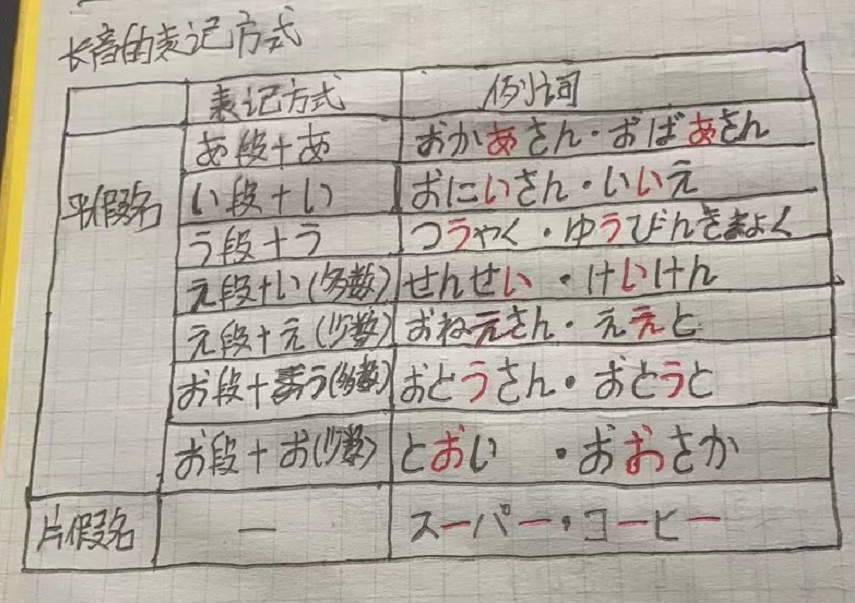 长音的表记方式
表记方式 例词
平假名
あ段+あ おかあさん・おばあさん
い段+い おにいさん・いいえ
う段+う つうやく・ゆうびんきょく
え段+い(多数) せんせい・けいけん
え段+え(少数) おねえさん・ええと
お段+う(多数) おとうさん・おとうと
お段+お(少数) とおい・おおさか
片假名 ー スーパー・コーヒー